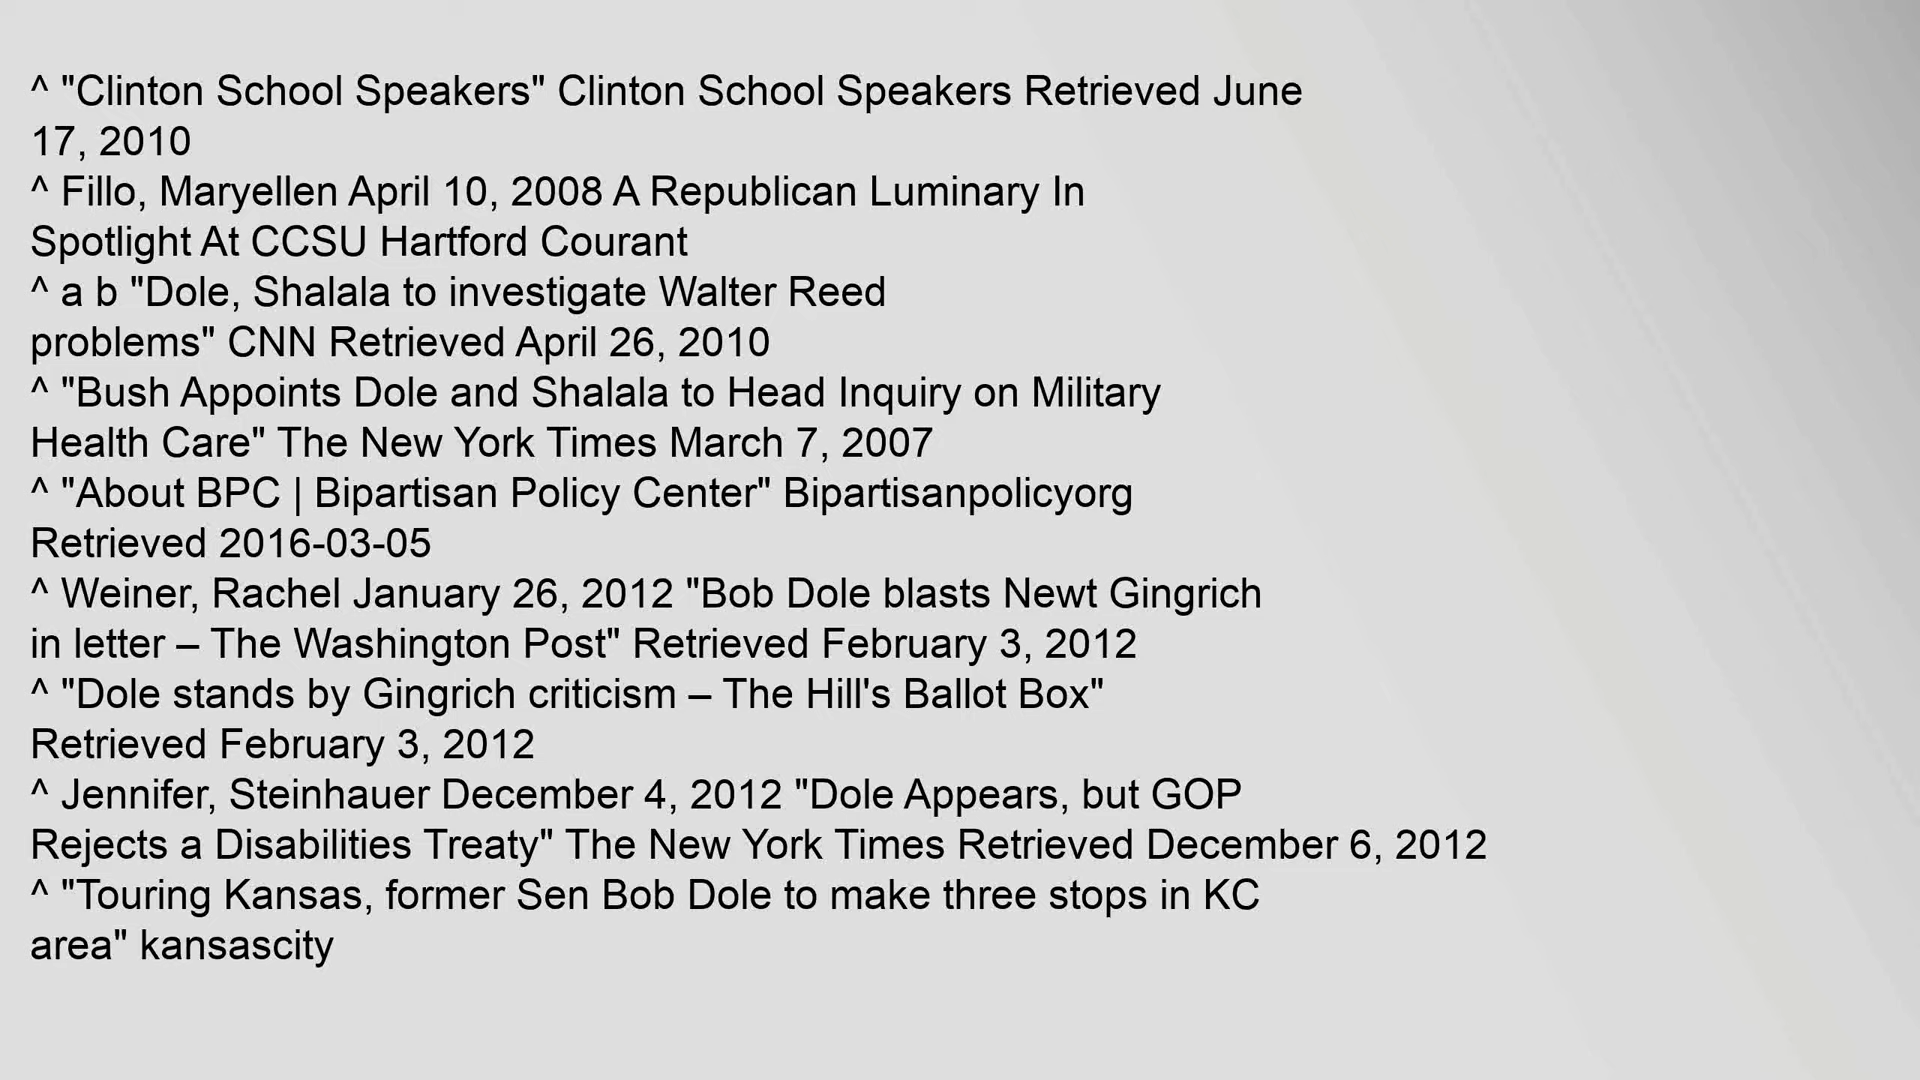 ^ "Clinton School Speakers" Clinton School Speakers Retrieved June
17, 2010
^ Fillo, Maryellen April 10, 2008 A Republican Luminary In
Spotlight At CCSU Hartford Courant
^ a b "Dole, Shalala to investigate Walter Reed
problems" CNN Retrieved April 26, 2010
^ "Bush Appoints Dole and Shalala to Head Inquiry on Military
Health Care" The New York Times March 7, 2007
^ "About BPC | Bipartisan Policy Center" Bipartisanpolicyorg
Retrieved 2016-03-05
^ Weiner, Rachel January 26, 2012 "Bob Dole blasts Newt Gingrich
in letter – The Washington Post" Retrieved February 3, 2012
^ "Dole stands by Gingrich criticism – The Hill's Ballot Box"
Retrieved February 3, 2012
^ Jennifer, Steinhauer December 4, 2012 "Dole Appears, but GOP
Rejects a Disabilities Treaty" The New York Times Retrieved December 6, 2012
^ "Touring Kansas, former Sen Bob Dole to make three stops in KC
area" kansascity